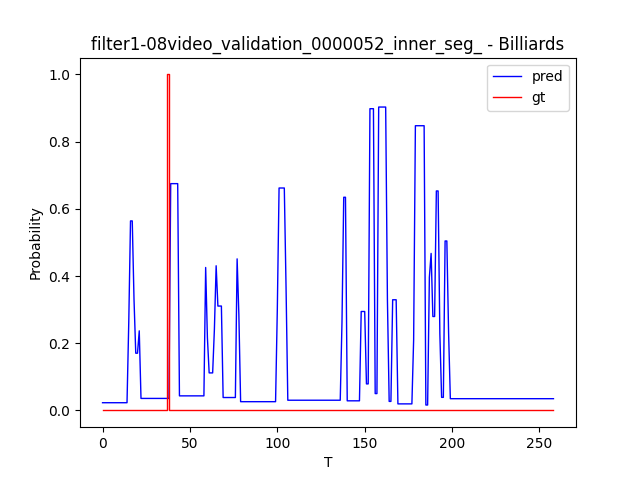 filter1-08video_validation_0000052_inner_seg_ - Billiards
pred
gt
1.0
0.8
0.6
0.4
0.2
0.0
Probability
0
50
100
150
200
250
T